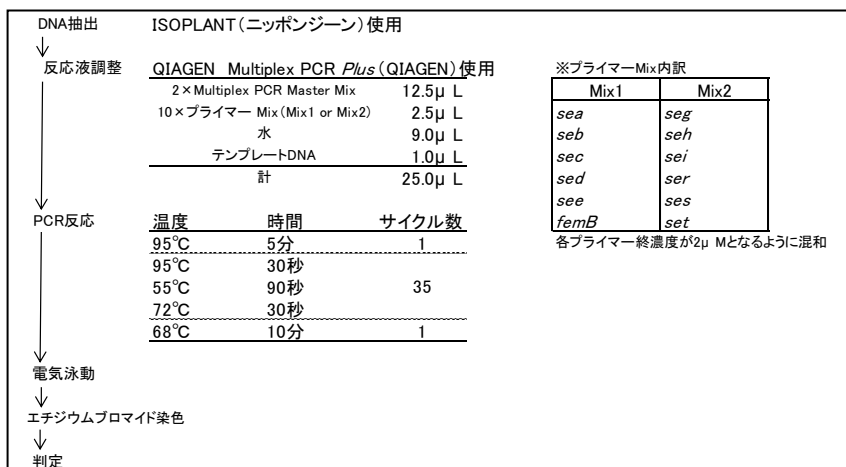 DNA抽出 ISOPLANT(ニッポンジーン)使用
反応液調整 QIAGEN Multiplex PCR Plus(QIAGEN)使用
2×Multiplex PCR Master Mix 12.5μ L
10×プライマー Mix(Mix1 or Mix2) 2.5μ L
水 9.0μ L
テンプレートDNA 1.0μ L
計 25.0μ L
※プライマーMix内訳
Mix1 Mix2
sea seg
seb seh
sec sei
sed ser
see ses
femB set
各プライマー終濃度が2μ Mとなるように混和
PCR反応 温度 時間 サイクル数
95℃ 5分 1
95℃ 30秒
55℃ 90秒 35
72℃ 30秒
68℃ 10分 1
電気泳動
エチジウムブロマイド染色
判定